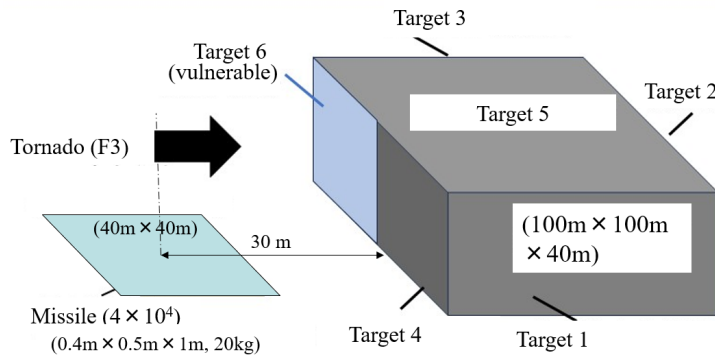 Target 3
Target 6
(vulnerable)
Target 2
Target 5
Tornado (F3)
(40m×40m)
30 m
(100m×100m
×40m)
Missile (4×10⁴)
(0.4m×0.5m×1m, 20kg)
Target 4
Target 1